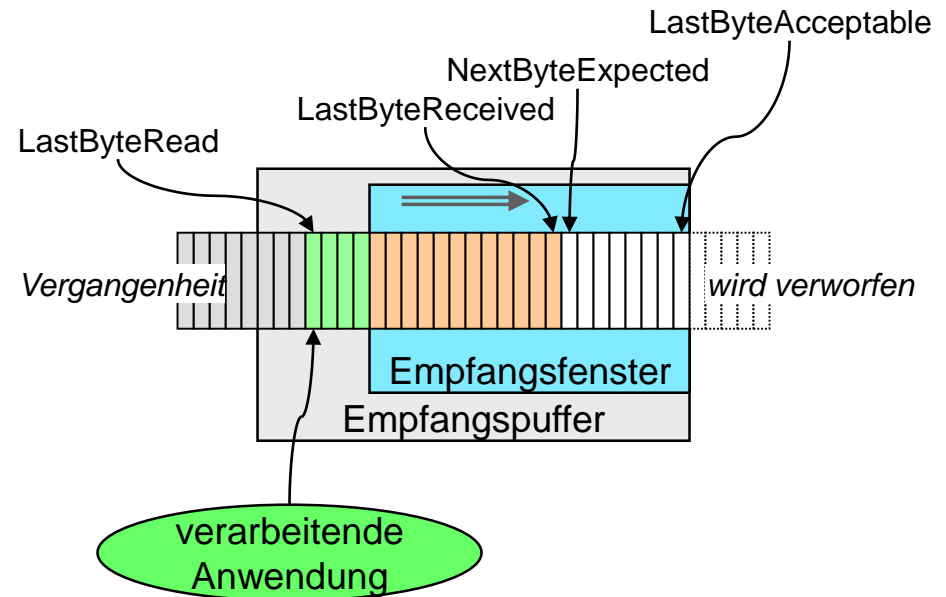 LastByteAcceptable
NextByteExpected
LastByteReceived
LastByteRead
Vergangenheit
wird verworfen
Empfangsfenster
Empfangspuffer
verarbeitende
Anwendung